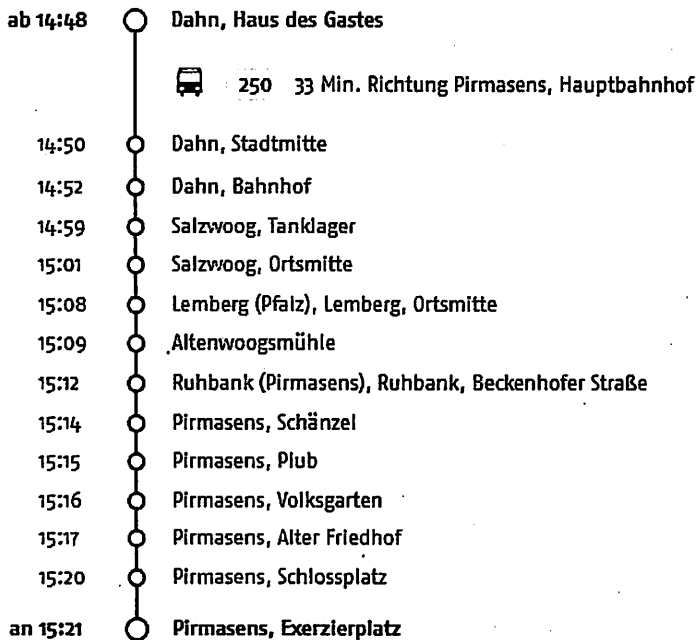 ab 14:48 Dahn, Haus des Gastes
250 33 Min. Richtung Pirmasens, Hauptbahnhof
14:50 Dahn, Stadtmitte
14:52 Dahn, Bahnhof
14:59 Salzwoog, Tanklager
15:01 Salzwoog, Ortsmitte
15:08 Lemberg (Pfalz), Lemberg, Ortsmitte
15:09 Altenwoogsmühle
15:12 Ruhbank (Pirmasens), Ruhbank, Beckenhofer Straße
15:14 Pirmasens, Schänzel
15:15 Pirmasens, Plub
15:16 Pirmasens, Volksgarten
15:17 Pirmasens, Alter Friedhof
15:20 Pirmasens, Schlossplatz
an 15:21 Pirmasens, Exerzierplatz